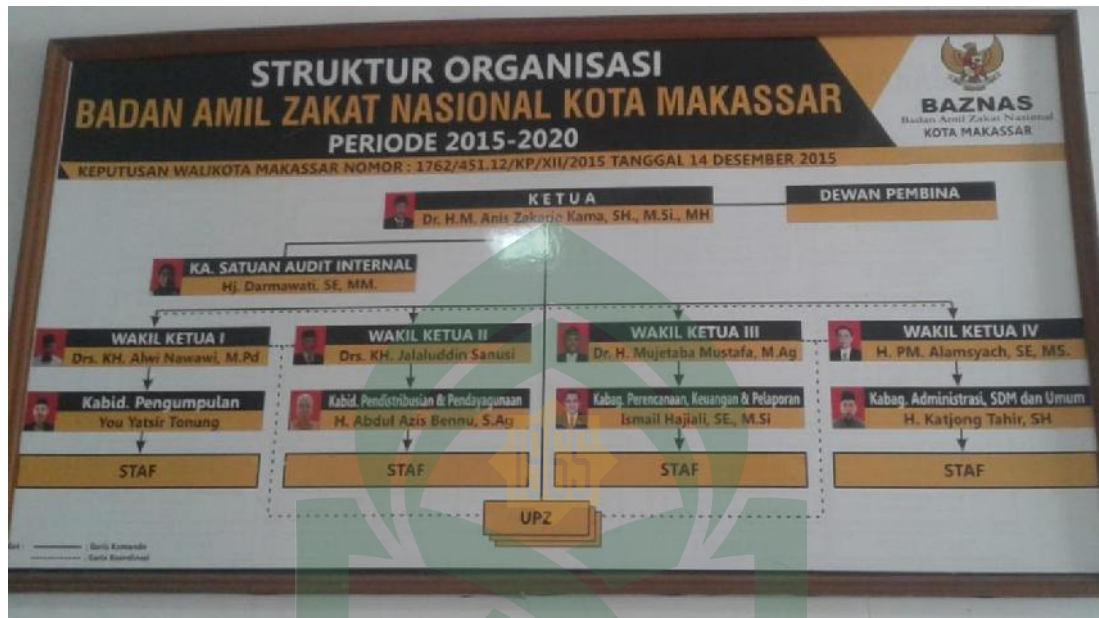 STRUKTUR ORGANISASI
BADAN AMIL ZAKAT NASIONAL KOTA MAKASSAR
PERIODE 2015-2020
BAZNAS
Badan Amil Zakat Nasional
KOTA MAKASSAR
KEPUTUSAN WALIKOTA MAKASSAR NOMOR : 1762/451.12/KP/XII/2015 TANGGAL 14 DESEMBER 2015
KETUA
Dr. H.M. Anis Zakaria Kama, SH., M.Si., MH
DEWAN PEMBINA
KA. SATUAN AUDIT INTERNAL
Hj. Darmawati, SE, MM.
WAKIL KETUA I
Drs. KH. Alwi Nawawi, M.Pd
WAKIL KETUA II
Drs. KH. Jalaluddin Sanusi
WAKIL KETUA III
Dr. H. Mujetaba Mustafa, M.Ag
WAKIL KETUA IV
H. PM. Alamsyach, SE, MS.
Kabid. Pengumpulan
You Yatsir Tonung
Kabid. Pendistribusian & Pendayagunaan
H. Abdul Azis Bennu, S.Ag
Kabag. Perencanaan, Keuangan & Pelaporan
Ismail Hajiali, SE., M.Si
Kabag. Administrasi, SDM dan Umum
H. Katjong Tahir, SH
STAF
STAF
STAF
STAF
UPZ
: Garis Komando
: Garis Koordinasi